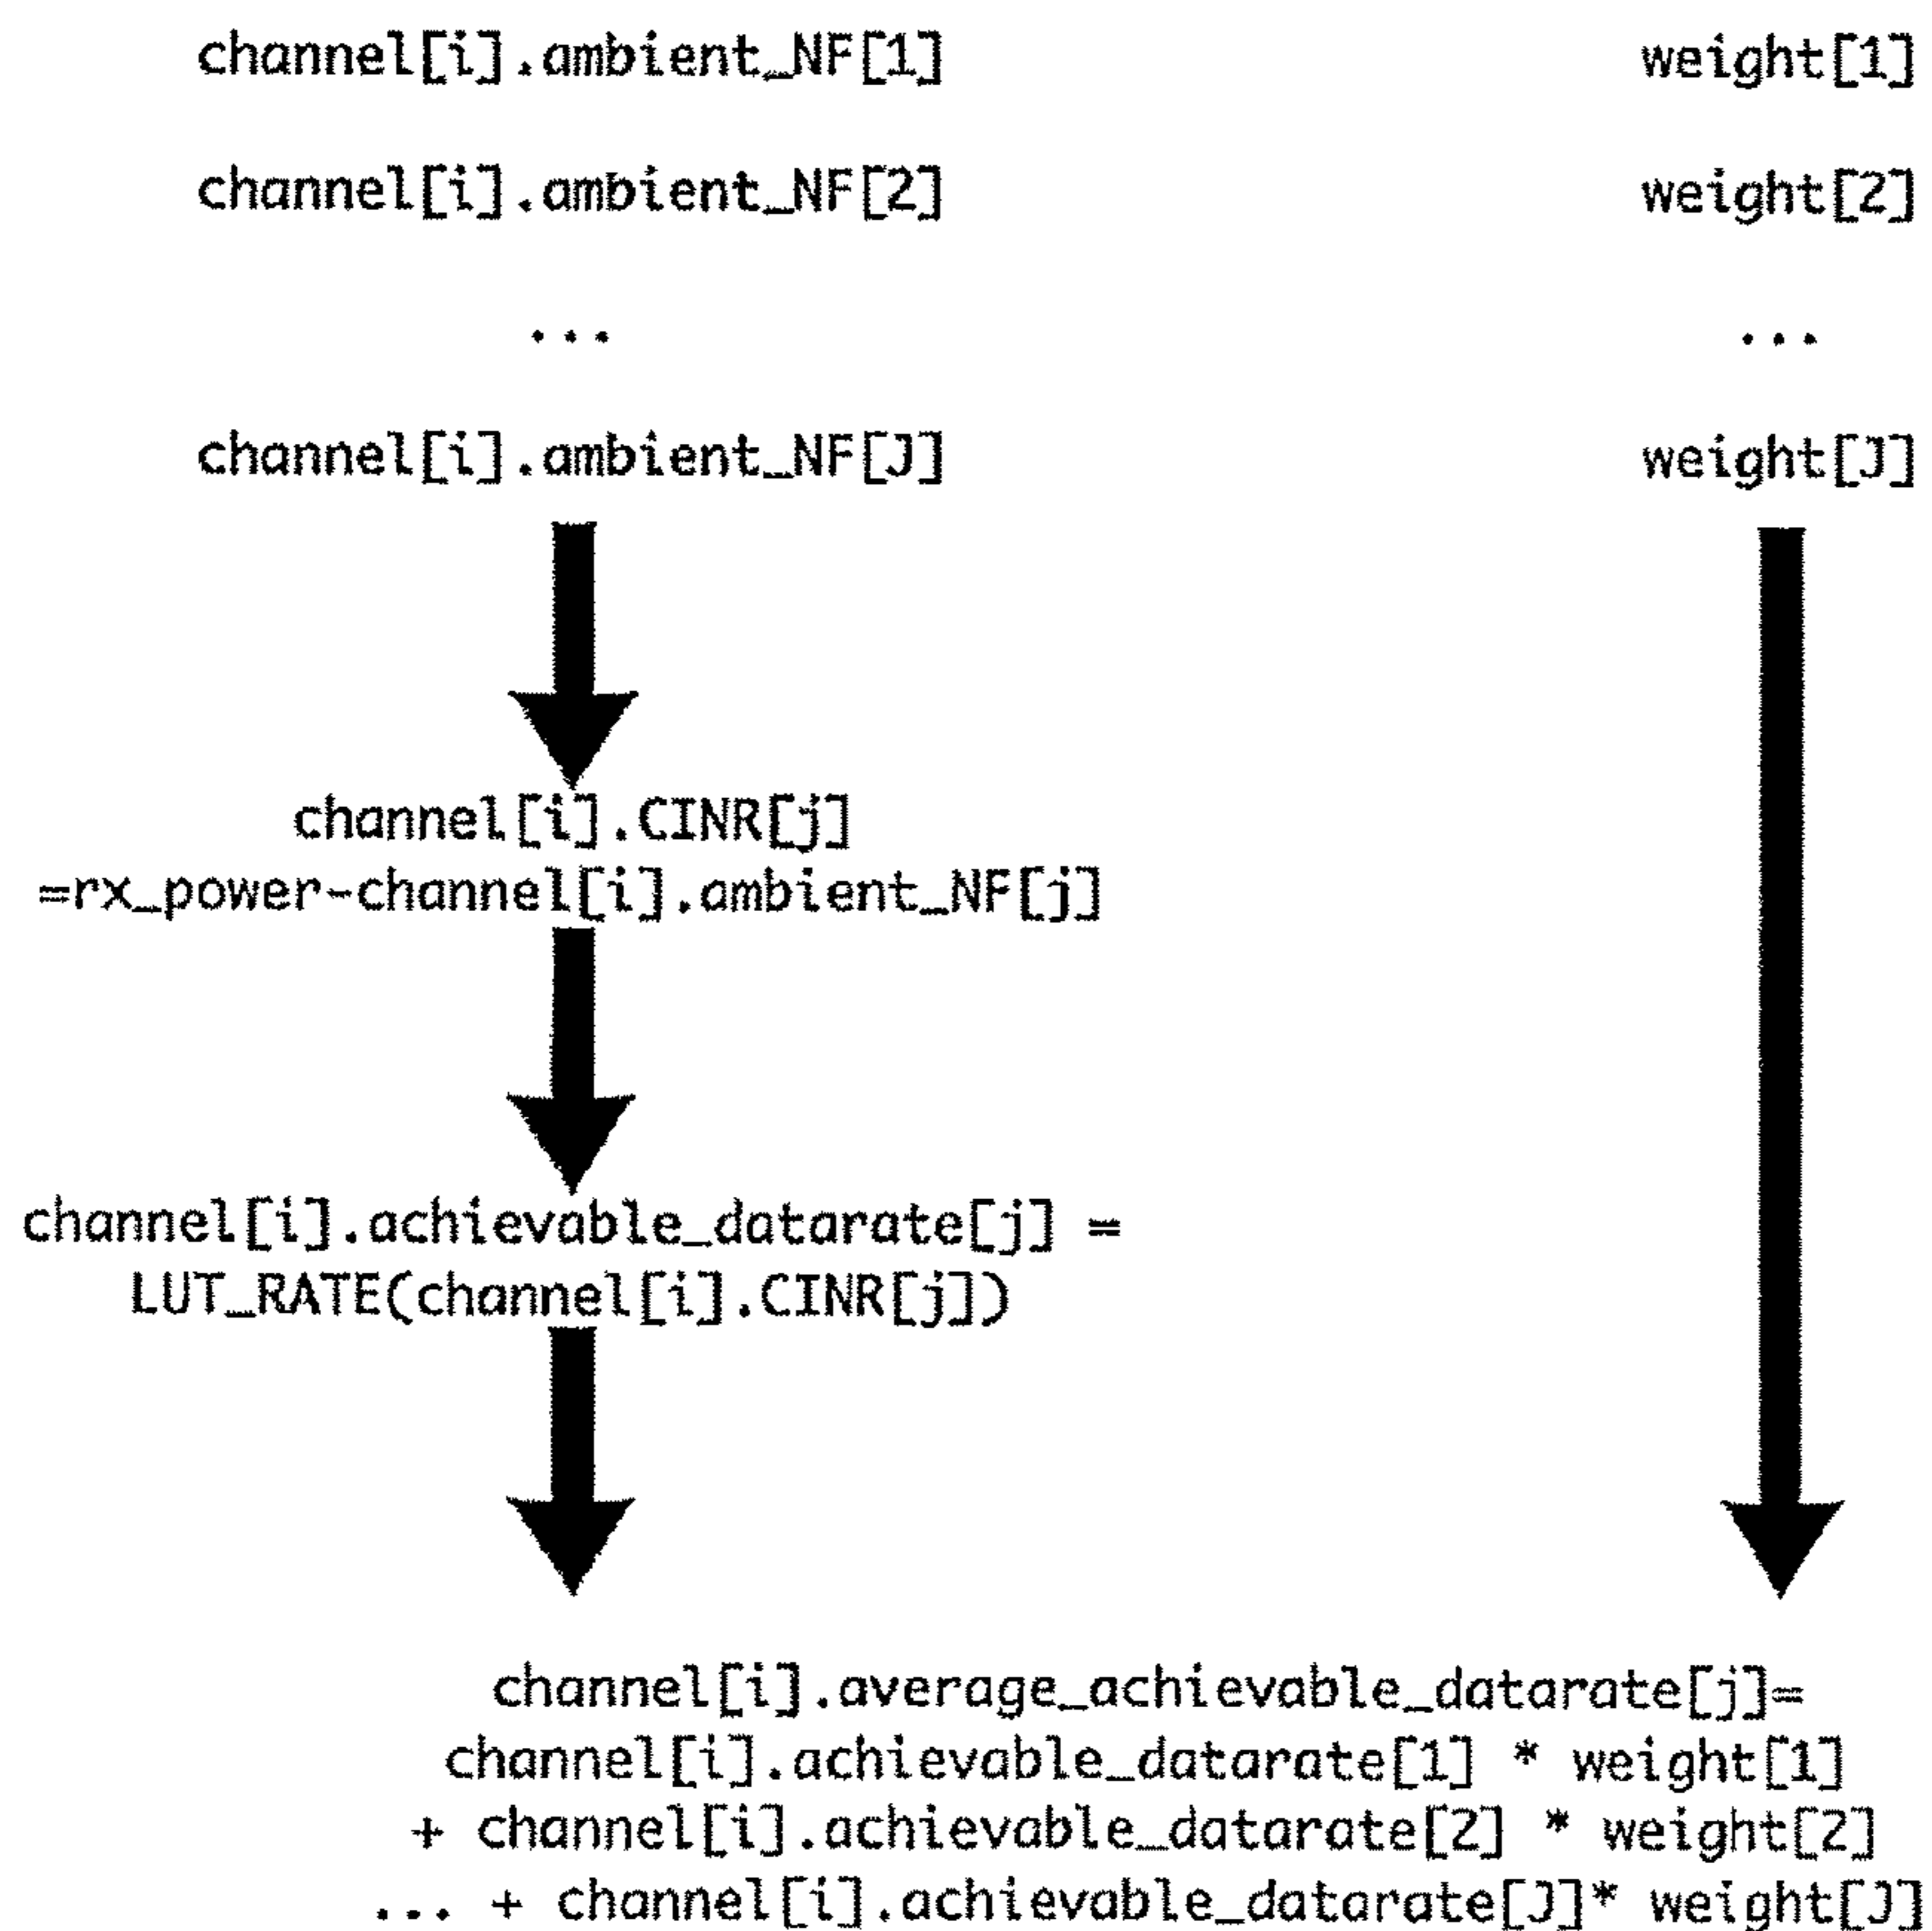 channel[i].ambient_NF[1] weight[1]
channel[i].ambient_NF[2] weight[2]
... ...
channel[i].ambient_NF[J] weight[J]
channel[i].CINR[j]
=rx_power-channel[i].ambient_NF[j]
channel[i].achievable_datarate[j] =
LUT_RATE(channel[i].CINR[j])
channel[i].average_achievable_datarate[j]=
channel[i].achievable_datarate[1] * weight[1]
+ channel[i].achievable_datarate[2] * weight[2]
... + channel[i].achievable_datarate[J]* weight[J]